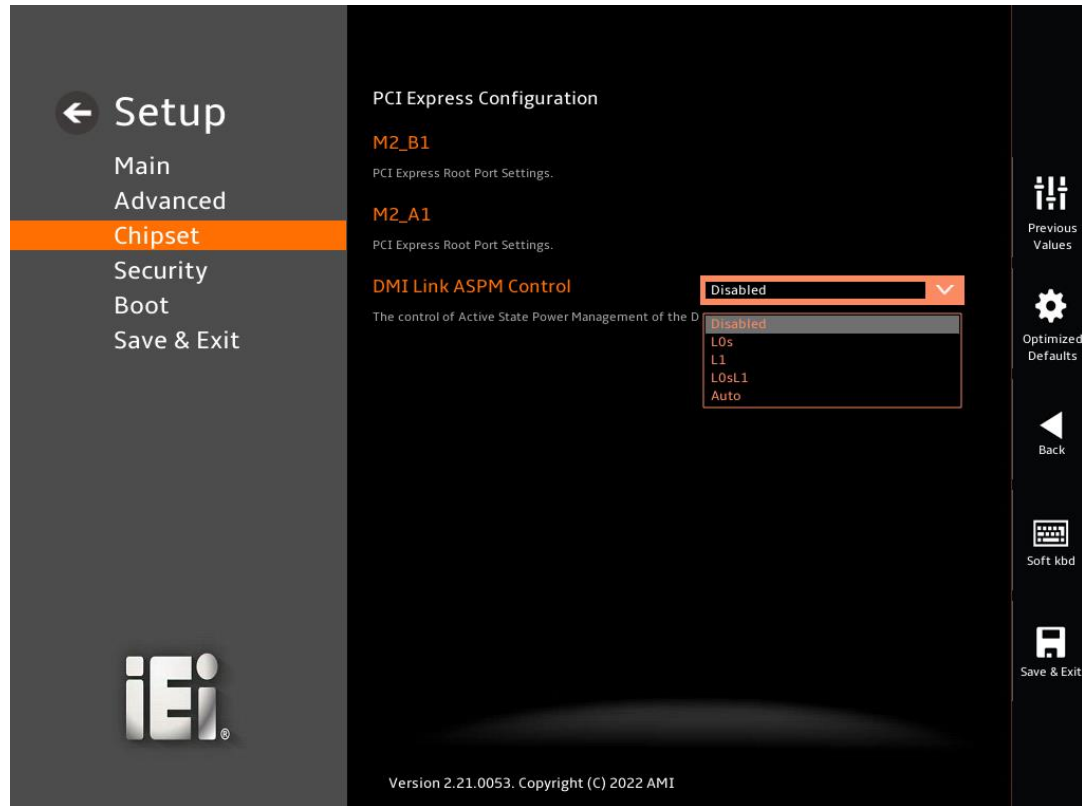 Setup
Main
Advanced
Chipset
Security
Boot
Save & Exit
iEi®
PCI Express Configuration
M2_B1
PCI Express Root Port Settings.
M2_A1
PCI Express Root Port Settings.
DMI Link ASPM Control
Disabled
The control of Active State Power Management of the D
Disabled
L0s
L1
L0sL1
Auto
Version 2.21.0053. Copyright (C) 2022 AMI
Previous
Values
Optimized
Defaults
Back
Soft kbd
Save & Exit